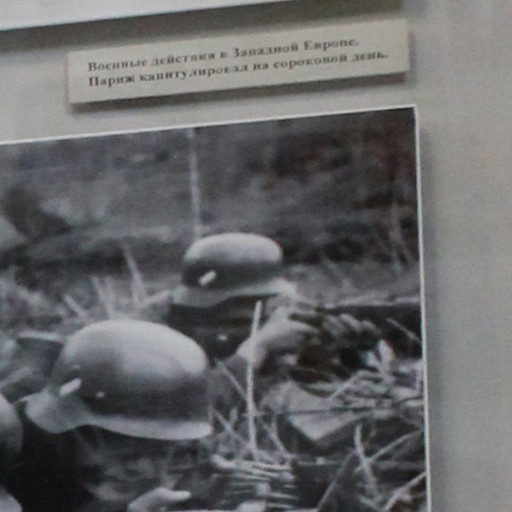 Военные действия в Западной Европе.
Париж капитулировал на сороковой день.